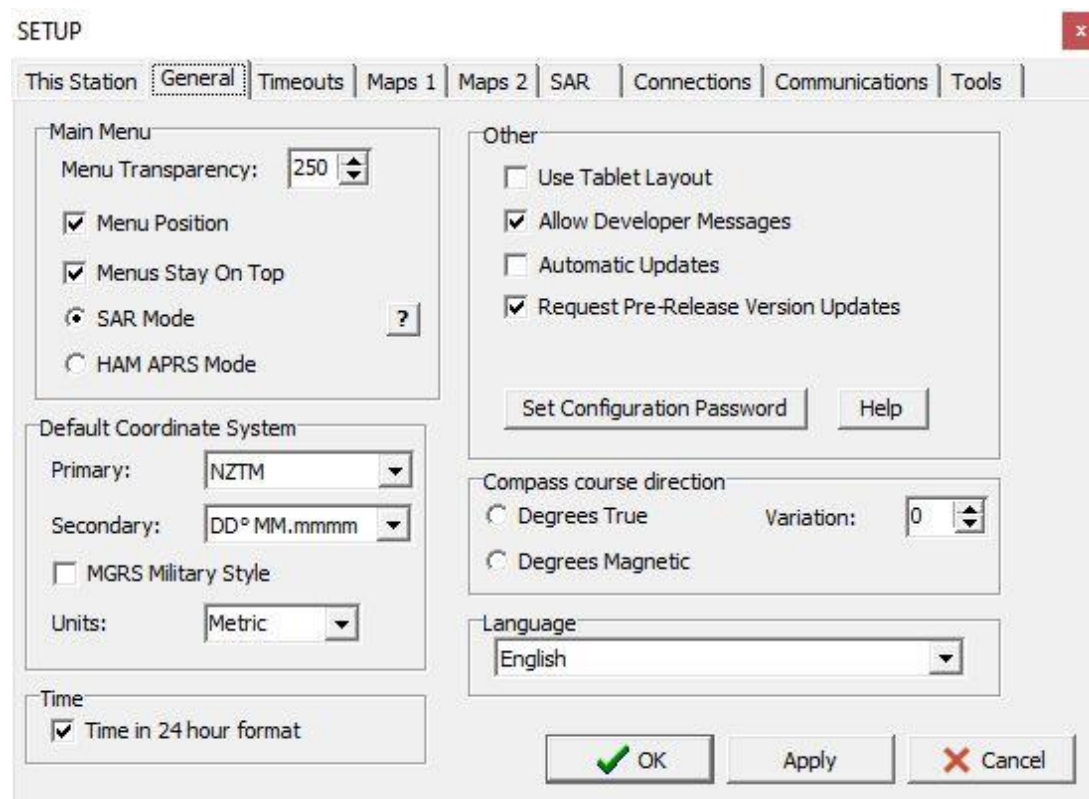 SETUP
x
This Station General Timeouts Maps 1 Maps 2 SAR Connections Communications Tools
Main Menu
Menu Transparency: 250
Menu Position
Menus Stay On Top
SAR Mode ?
HAM APRS Mode
Default Coordinate System
Primary: NZTM
Secondary: DD° MM.mmmm
MGRS Military Style
Units: Metric
Time
Time in 24 hour format
Other
Use Tablet Layout
Allow Developer Messages
Automatic Updates
Request Pre-Release Version Updates
Set Configuration Password Help
Compass course direction
Degrees True Variation: 0
Degrees Magnetic
Language
English
OK Apply Cancel